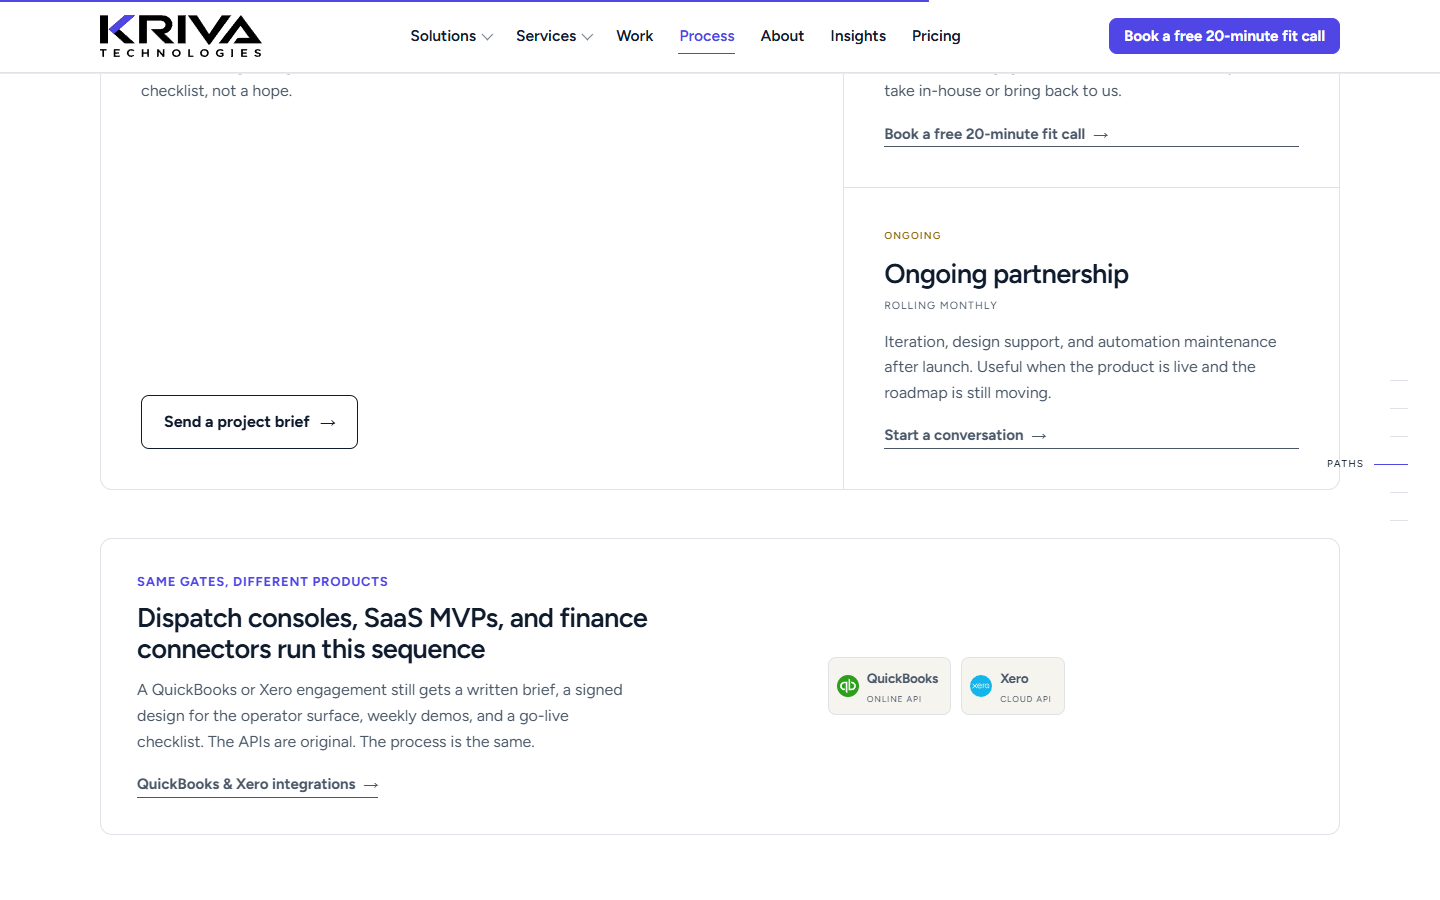 KRIVA
TECHNOLOGIES
Solutions
Services
Work
Process
About
Insights
Pricing
Book a free 20-minute fit call
checklist, not a hope.
take in-house or bring back to us.
Book a free 20-minute fit call →
ONGOING
Ongoing partnership
ROLLING MONTHLY
Iteration, design support, and automation maintenance
after launch. Useful when the product is live and the
roadmap is still moving.
Send a project brief →
Start a conversation →
PATHS
SAME GATES, DIFFERENT PRODUCTS
Dispatch consoles, SaaS MVPs, and finance
connectors run this sequence
A QuickBooks or Xero engagement still gets a written brief, a signed
design for the operator surface, weekly demos, and a go-live
checklist. The APIs are original. The process is the same.
QuickBooks & Xero integrations →
qb
QuickBooks
ONLINE API
xero
Xero
CLOUD API